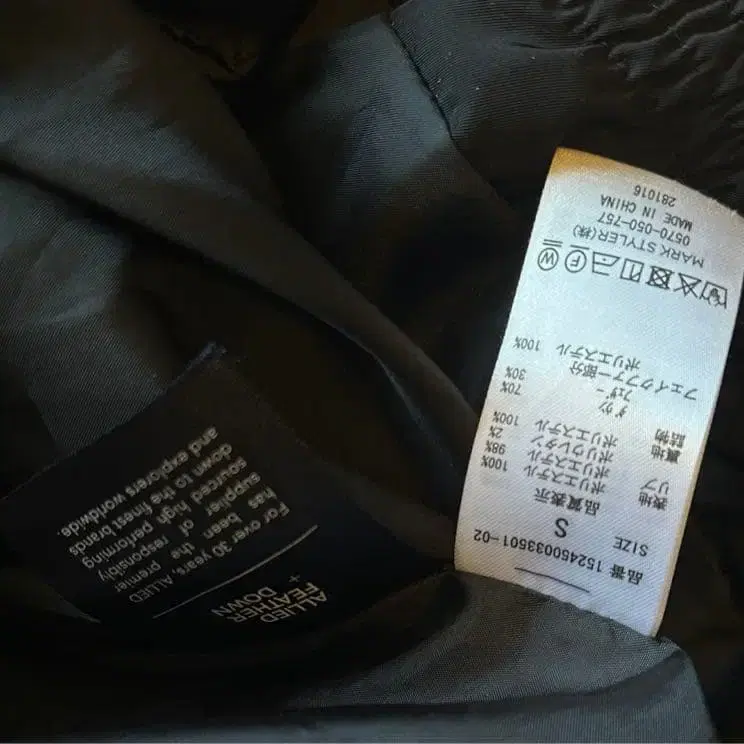 ALLIED
FEATHER
+ DOWN
For over 30 years, ALLIED
has been the premier
supplier of responsibly
sourced high performing
down to the finest brands
and explorers worldwide
品番 152450033501-02
SIZE S
品質表示
表地 ポリエステル 100%
リブ ポリエステル 98%
ポリウレタン 2%
裏地 ポリエステル 100%
詰物 ダウン 70%
フェザー 30%
フェイクファー部分
ポリエステル 100%
F W
MARK STYLER(株)
0570-050-757
MADE IN CHINA
281016